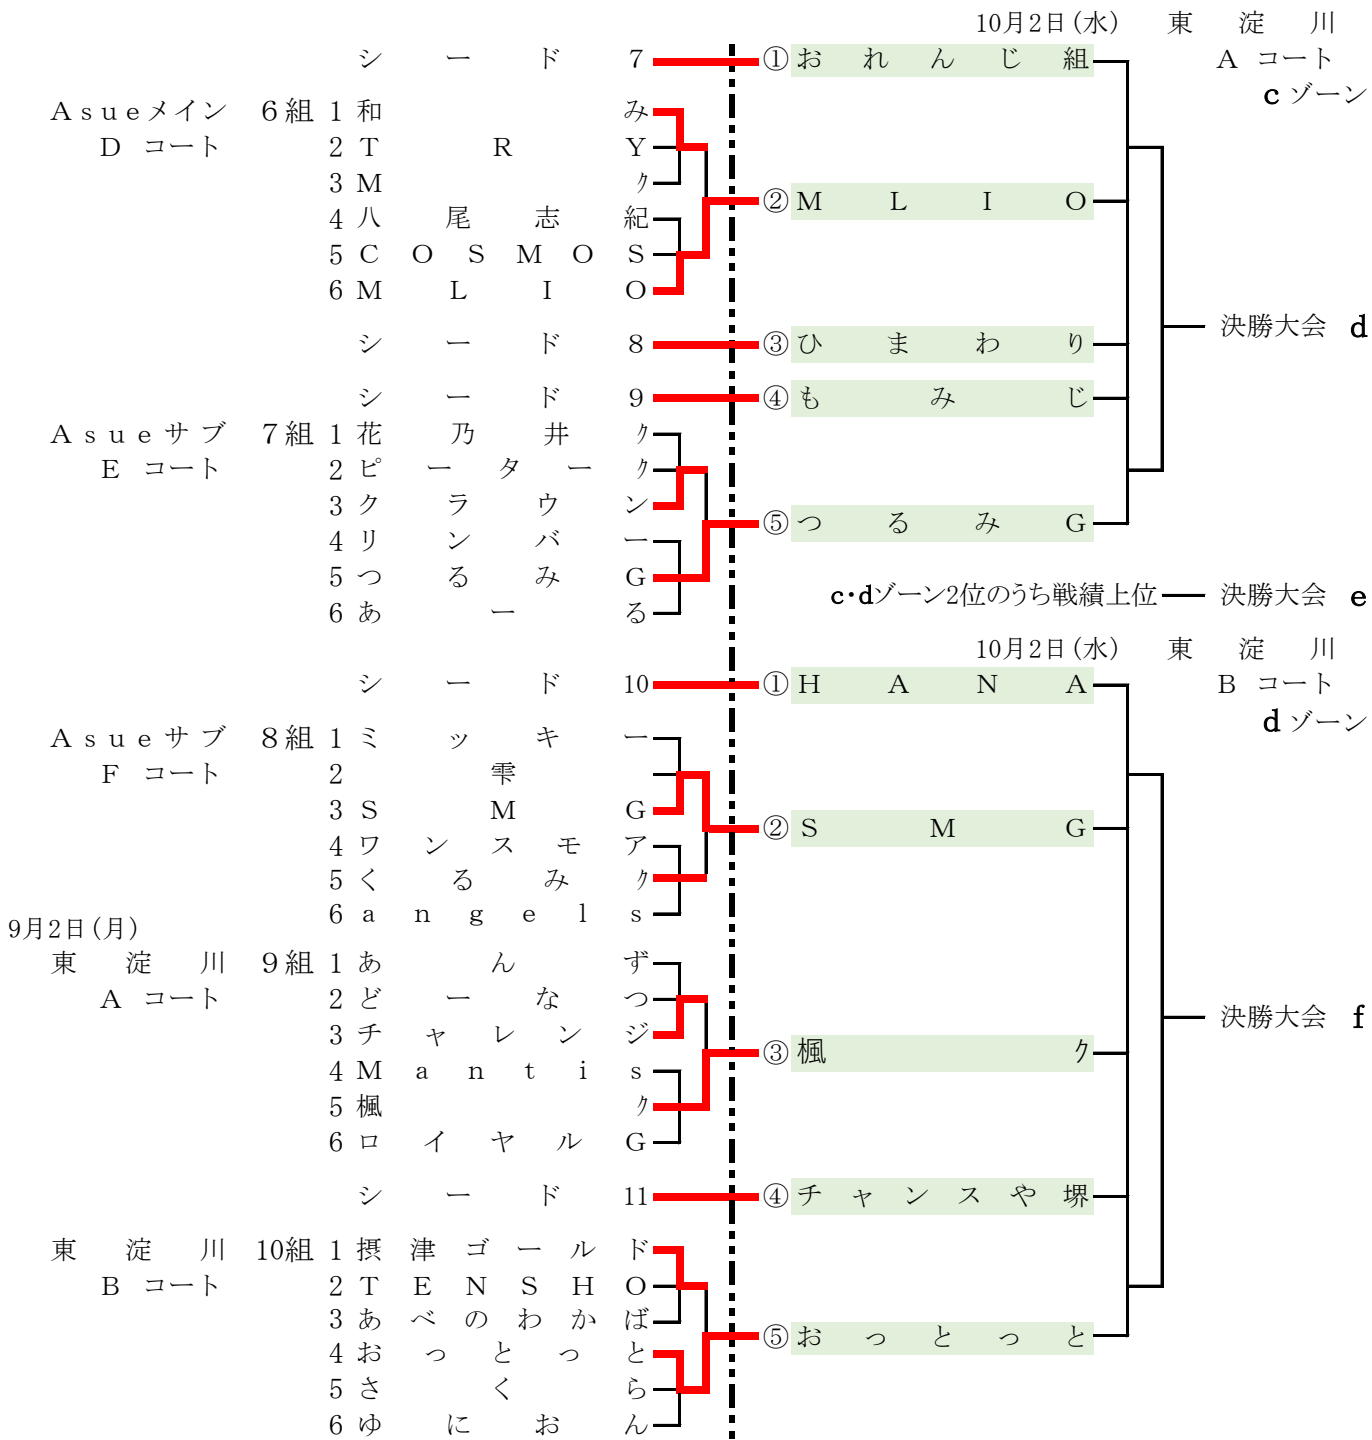 10月2日(水) 東淀川
シード 7 ①おれんじ組 A コート
c ゾーン
Asueメイン 6組 1 和み
D コート 2 TRY
3 Mク
②MLIO
4 八尾志紀
5 COSMOS
6 MLIO
決勝大会 d
シード 8 ③ひまわり
シード 9 ④もみじ
Asueサブ 7組 1 花乃井ク
E コート 2 ピーターク
3 クラウン
⑤つるみG
4 リンバー
5 つるみG
c・dゾーン2位のうち戦績上位 決勝大会 e
6 あーる
10月2日(水) 東淀川
シード 10 ①HANA B コート
d ゾーン
Asueサブ 8組 1 ミッキー
F コート 2 雫
3 SMG
②SMG
4 ワンスモア
5 くるみク
6 angels
9月2日(月)
東淀川 9組 1 あんず
A コート 2 どーなつ
決勝大会 f
3 チャレンジ
③楓ク
4 Mantis
5 楓ク
6 ロイヤルG
シード 11 ④チャンスや堺
東淀川 10組 1 摂津ゴールド
B コート 2 TENSHO
3 あべのわかば
⑤おっとっと
4 おっとっと
5 さくら
6 ゆにおん